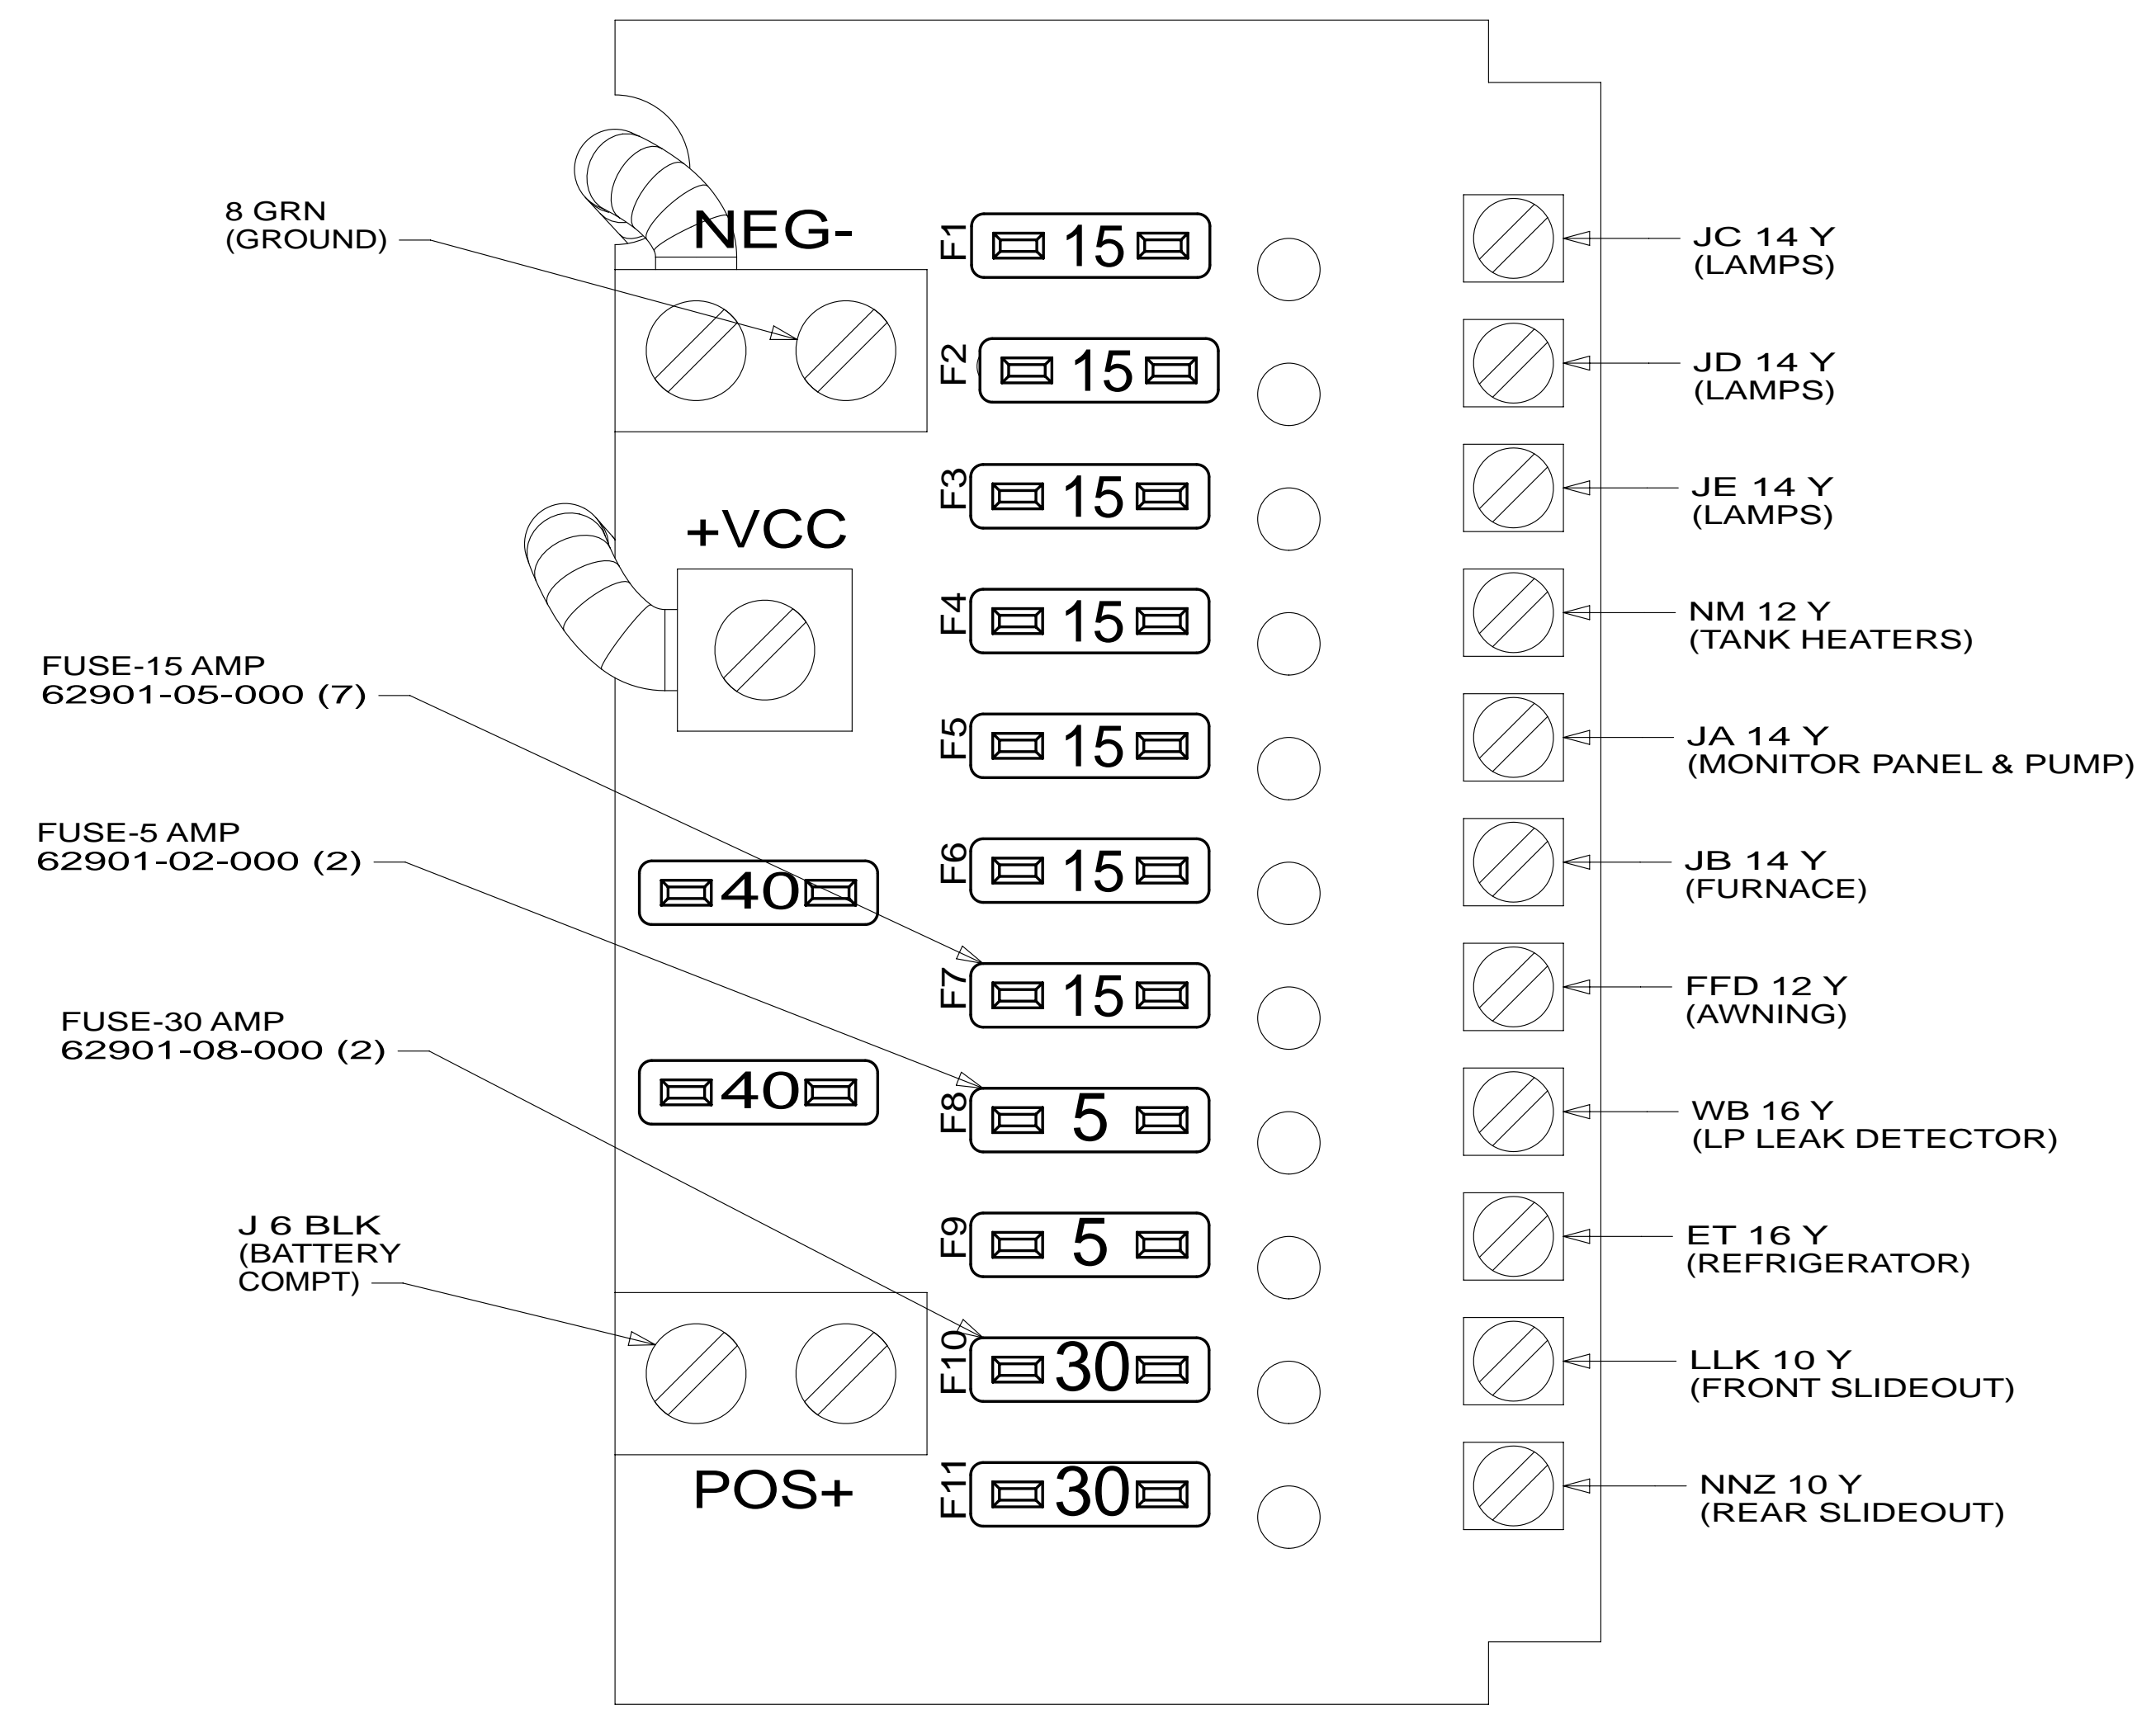 8 GRN
(GROUND)
FUSE-15 AMP
62901-05-000 (7)
FUSE-5 AMP
62901-02-000 (2)
FUSE-30 AMP
62901-08-000 (2)
J 6 BLK
(BATTERY
COMPT)
NEG-
+VCC
40
40
POS+
F1 15
F2 15
F3 15
F4 15
F5 15
F6 15
F7 15
F8 5
F9 5
F10 30
F11 30
JC 14 Y
(LAMPS)
JD 14 Y
(LAMPS)
JE 14 Y
(LAMPS)
NM 12 Y
(TANK HEATERS)
JA 14 Y
(MONITOR PANEL & PUMP)
JB 14 Y
(FURNACE)
FFD 12 Y
(AWNING)
WB 16 Y
(LP LEAK DETECTOR)
ET 16 Y
(REFRIGERATOR)
LLK 10 Y
(FRONT SLIDEOUT)
NNZ 10 Y
(REAR SLIDEOUT)